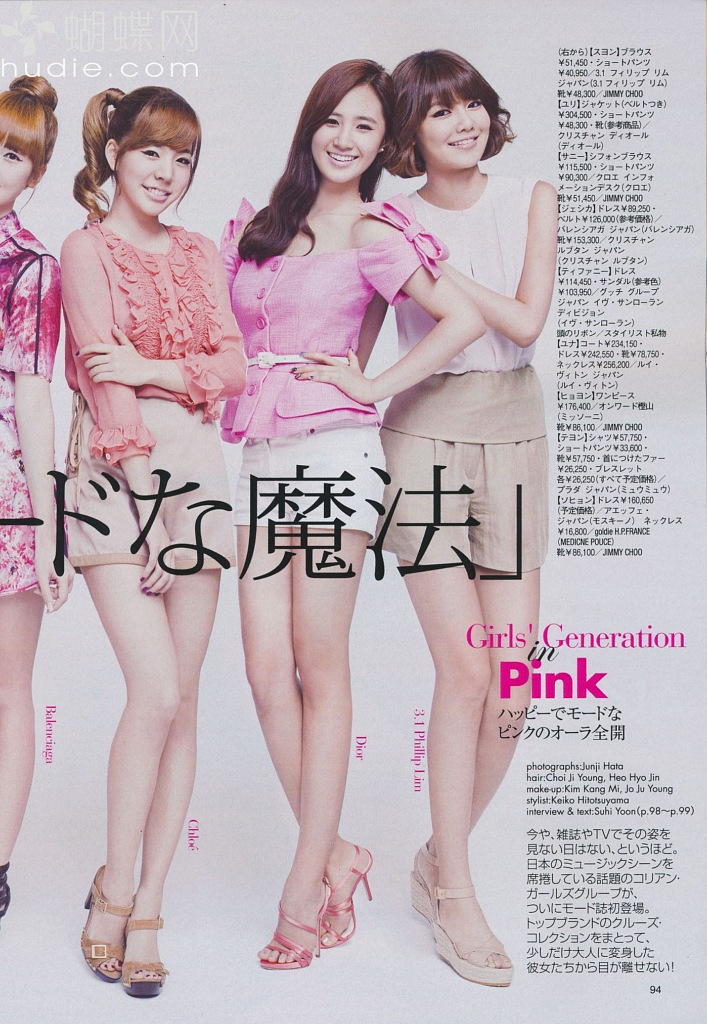 蝴蝶网
hudie.com
(右から)【スヨン】ブラウス
¥51,450・ショートパンツ
¥40,950/3.1 フィリップ リム
ジャパン(3.1 フィリップ リム)
靴¥48,300/JIMMY CHOO
【ユリ】ジャケット(ベルトつき)
¥304,500・ショートパンツ
¥48,300・靴(参考商品)/
クリスチャン ディオール
(ディオール)
【サニー】シフォンブラウス
¥115,500・ショートパンツ
¥90,300/クロエ インフォ
メーションデスク(クロエ)
靴¥51,450/JIMMY CHOO
【ジェシカ】ドレス¥89,250・
ベルト¥126,000(参考価格)/
バレンシアガ ジャパン(バレンシアガ)
靴¥153,300/クリスチャン
ルブタン ジャパン
(クリスチャン ルブタン)
【ティファニー】ドレス
¥114,450・サンダル(参考色)
¥103,950/グッチ グループ
ジャパン イヴ・サンローラン
ディビジョン
(イヴ・サンローラン)
頭のリボン/スタイリスト私物
【ユナ】コート¥234,150・
ドレス¥242,550・靴¥78,750・
ネックレス¥256,200/ルイ・
ヴィトン ジャパン
(ルイ・ヴィトン)
【ヒョヨン】ワンピース
¥176,400/オンワード樫山
(ミッソーニ)
靴¥86,100/JIMMY CHOO
【テヨン】シャツ¥57,750・
ショートパンツ¥33,600・
靴¥57,750・首につけたファー
¥26,250・ブレスレット
各¥26,250(すべて予定価格)/
プラダ ジャパン(ミュウミュウ)
【ソヒョン】ドレス¥160,650
(予定価格)/アエッフェ・
ジャパン(モスキーノ) ネックレス
¥16,800/goldie H.P.FRANCE
(MEDICNE POUCE)
靴¥86,100/JIMMY CHOO
ードな魔法」
Girls' Generation
in
Pink
ハッピーでモードな
ピンクのオーラ全開
Balenciaga
Chloé
Dior
3.1 Phillip Lim
photographs:Junji Hata
hair:Choi Ji Young, Heo Hyo Jin
make-up:Kim Kang Mi, Jo Ju Young
stylist:Keiko Hitotsuyama
interview & text:Suhi Yoon(p.98〜p.99)
今や、雑誌やTVでその姿を
見ない日はない、というほど。
日本のミュージックシーンを
席捲している話題のコリアン・
ガールズグループが、
ついにモード誌初登場。
トップブランドのクルーズ・
コレクションをまとって、
少しだけ大人に変身した
彼女たちから目が離せない!
94